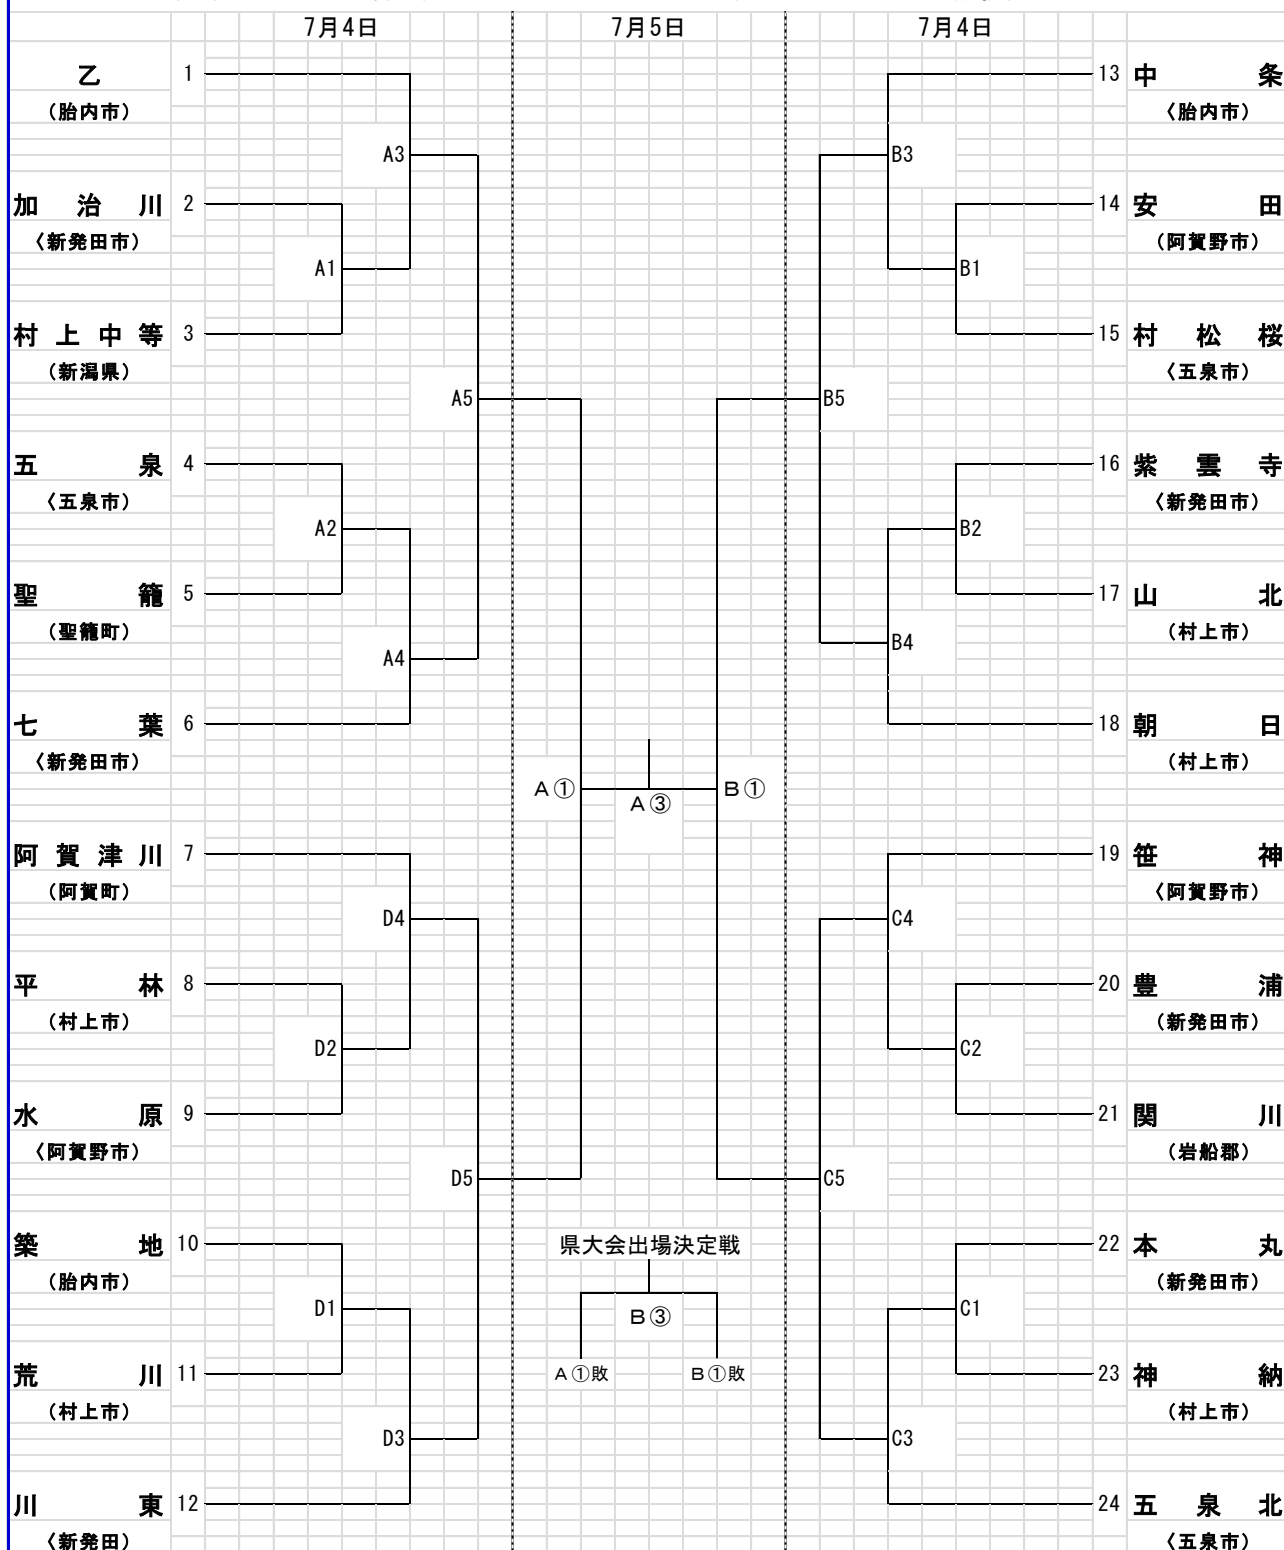 7月4日 7月5日 7月4日
乙 1
（胎内市）
A3
加治川 2
〈新発田市〉
A1
村上中等 3
（新潟県）
A5
五泉 4
〈五泉市〉
A2
聖籠 5
（聖籠町）
A4
七葉 6
〈新発田市〉
A① A③ B①
阿賀津川 7
（阿賀町）
D4
平林 8
（村上市）
D2
水原 9
〈阿賀野市〉
D5
築地 10
（胎内市）
D1
荒川 11
（村上市）
D3
川東 12
〈新発田）
県大会出場決定戦
B③
A①敗 B①敗
13 中条
〈胎内市〉
B3
14 安田
（阿賀野市）
B1
15 村松桜
〈五泉市〉
B5
16 紫雲寺
〈新発田市〉
B2
17 山北
（村上市）
B4
18 朝日
（村上市）
19 笹神
〈阿賀野市〉
C4
20 豊浦
（新発田市）
C2
21 関川
（岩船郡）
C5
22 本丸
（新発田市）
C1
23 神納
（村上市）
C3
24 五泉北
〈五泉市）